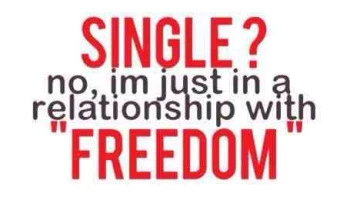 SINGLE?
no, im just in a
relationship with
"FREEDOM"